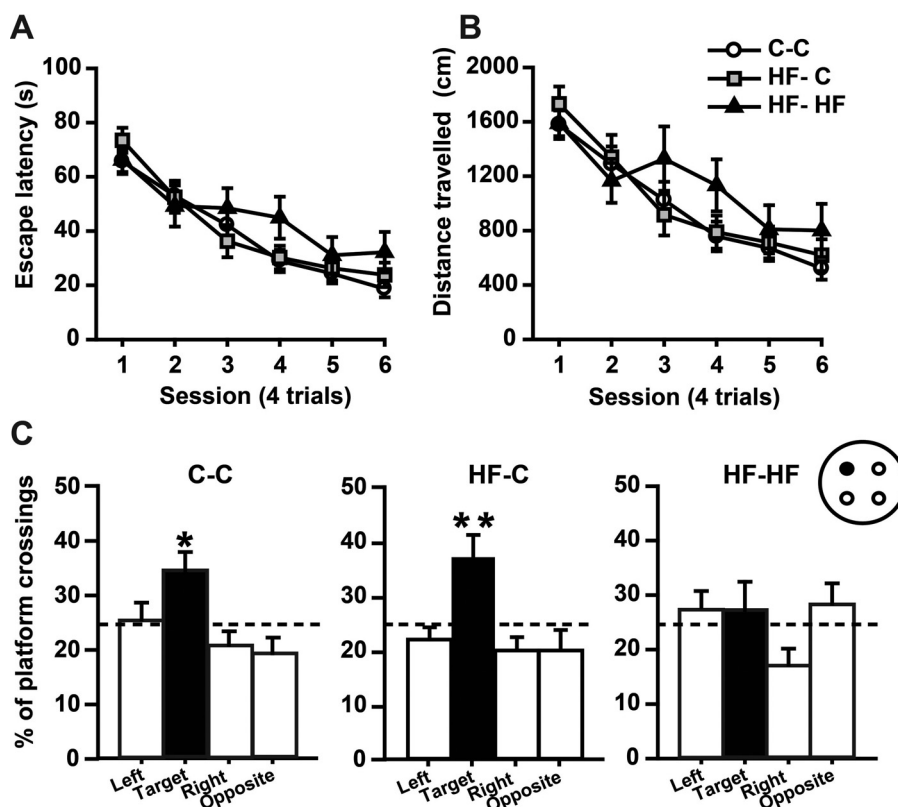 A
Escape latency (s)
100
80
60
40
20
0
1 2 3 4 5 6
Session (4 trials)
B
Distance travelled (cm)
2000
1600
1200
800
400
0
1 2 3 4 5 6
Session (4 trials)
C-C
HF- C
HF- HF
C
% of platform crossings
C-C
50
40
30
20
10
0
*
Left Target Right Opposite
HF-C
50
40
30
20
10
0
**
Left Target Right Opposite
HF-HF
50
40
30
20
10
0
Left Target Right Opposite